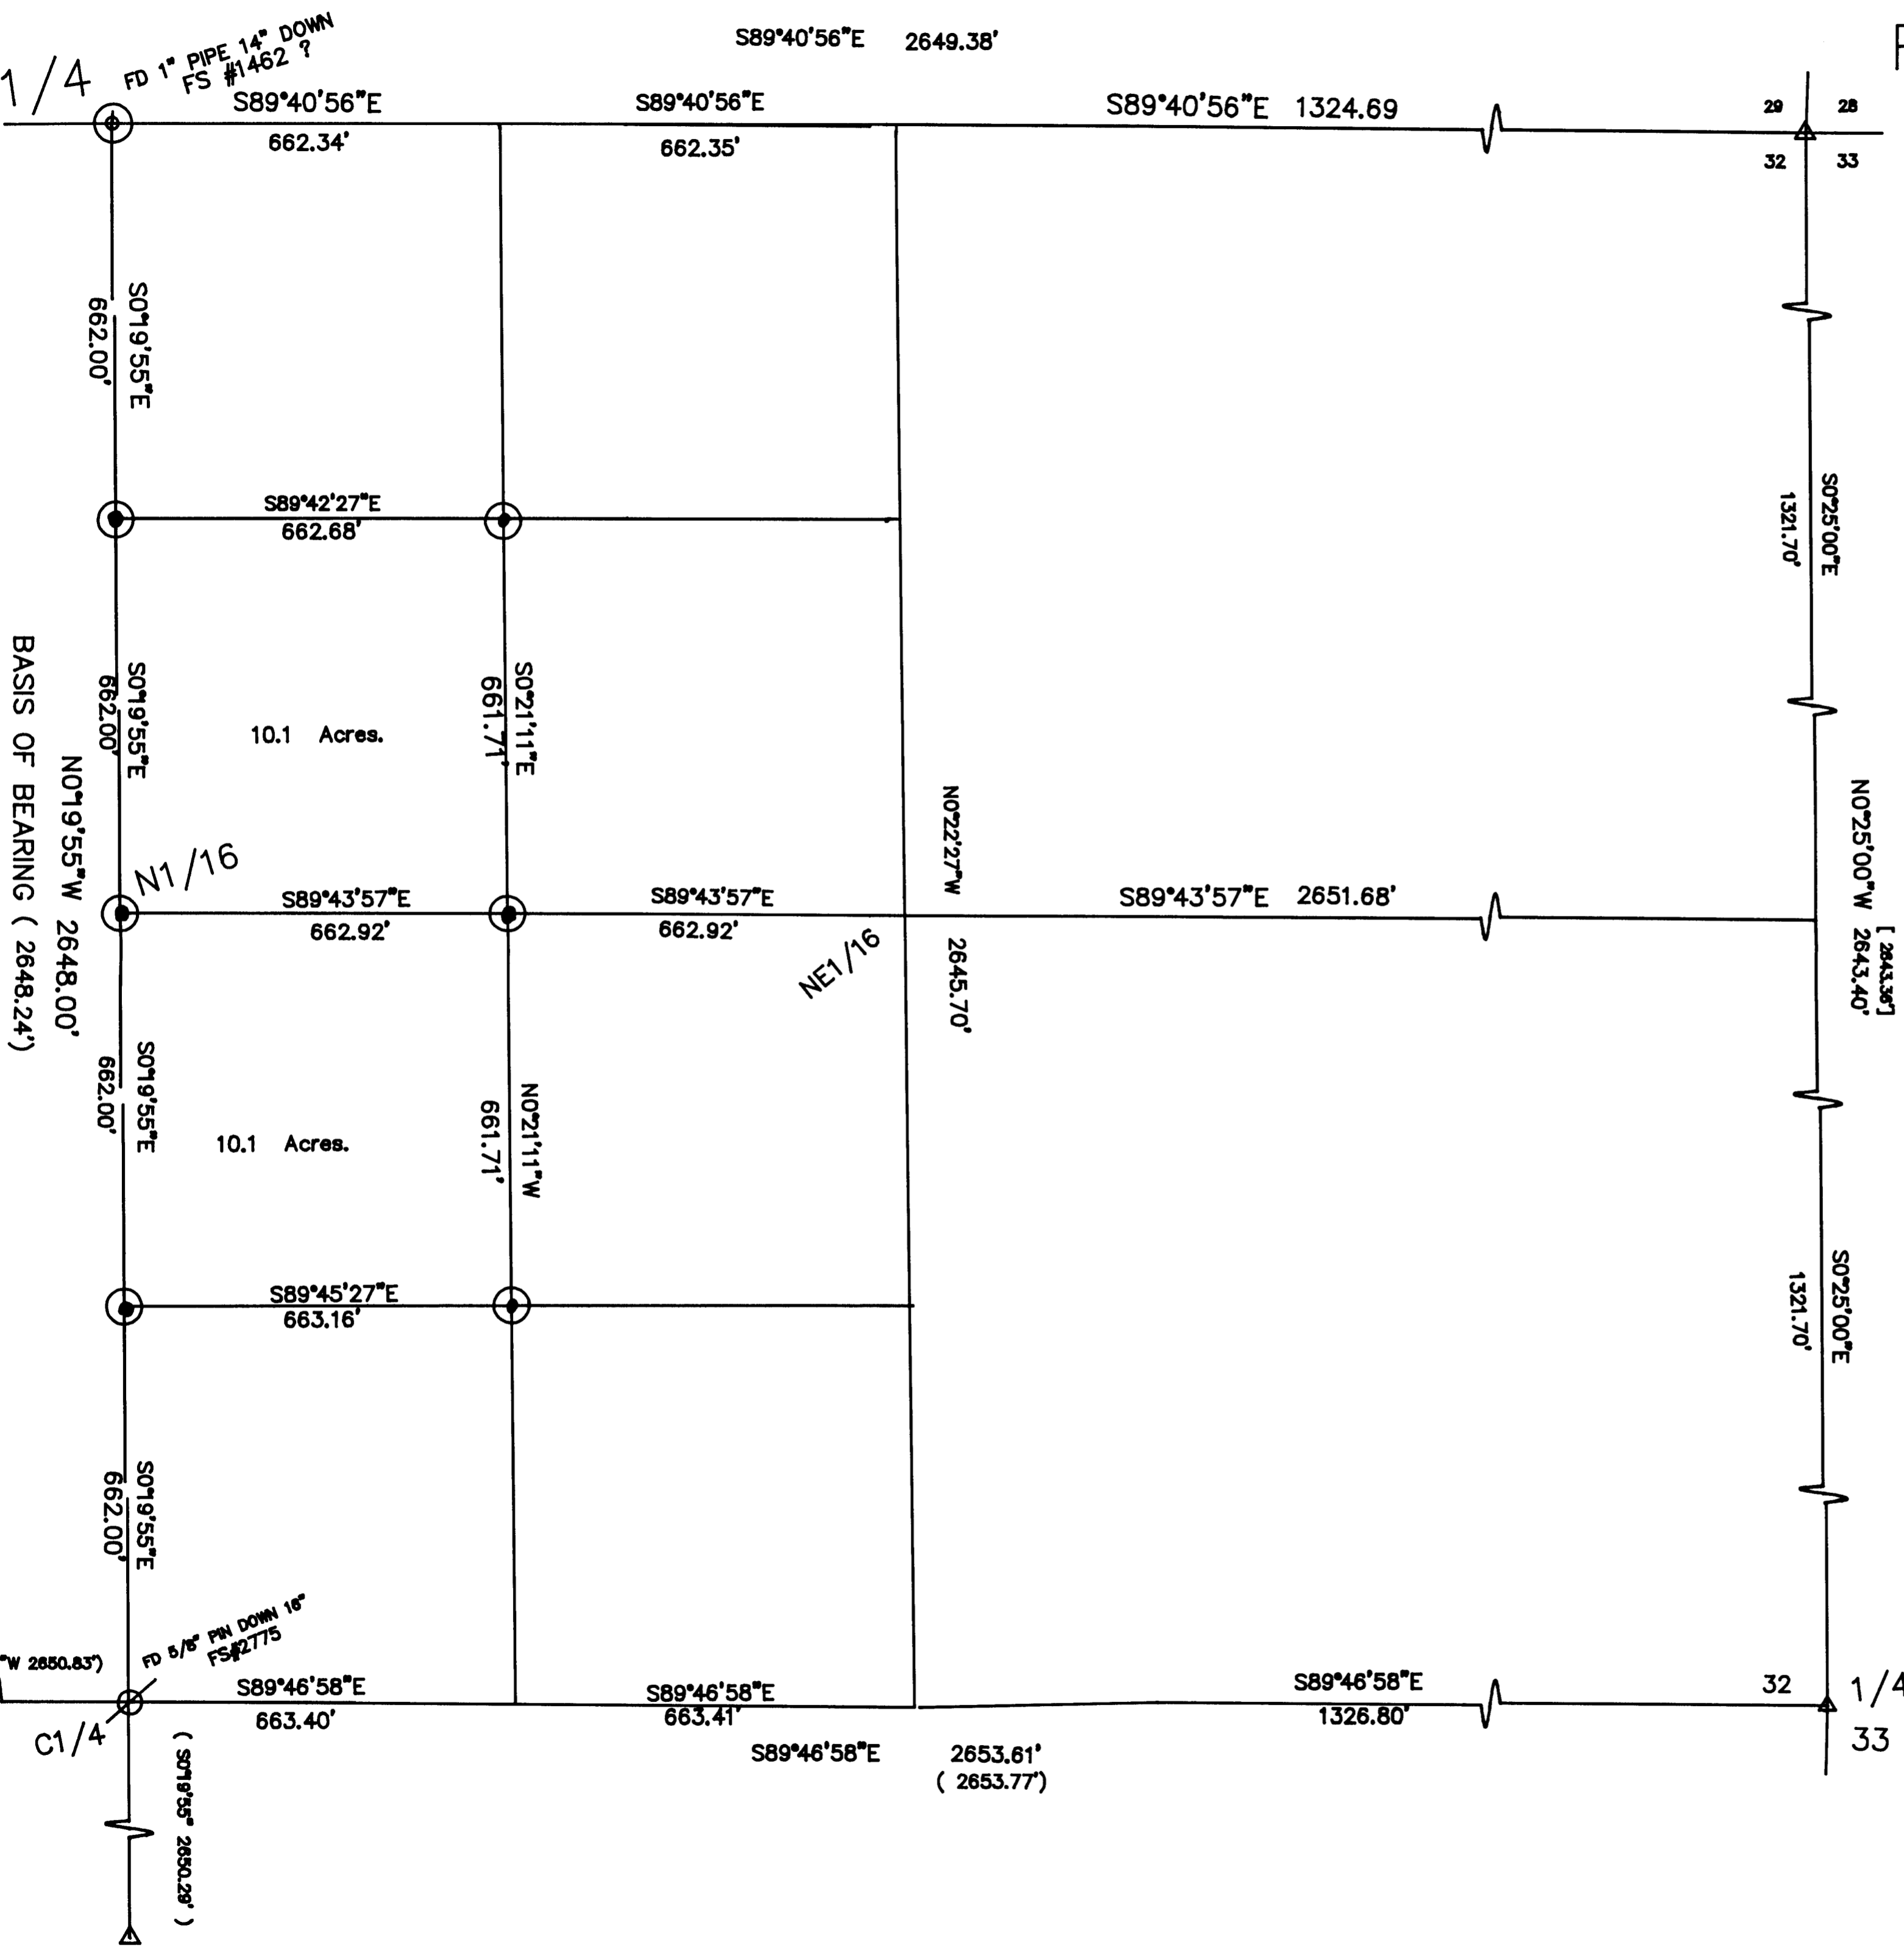 S89°40'56"E 2649.38'
FD 1" PIPE 14" DOWN
FS #1462 ?
1/4
S89°40'56"E
662.34'
S89°40'56"E
662.35'
S89°40'56"E 1324.69
29 28
32 33
S0°19'55"E
662.00'
S0°25'00"E
1321.70'
S89°42'27"E
662.68'
S0°19'55"E
662.00'
10.1 Acres.
S0°21'11"E
661.71'
BASIS OF BEARING ( 2648.24')
N0°19'55"W 2648.00'
N1/16
S89°43'57"E
662.92'
S89°43'57"E
662.92'
NE1/16
N0°22'27"W 2645.70'
S89°43'57"E 2651.68'
N0°25'00"W 2643.40'
[ 2643.36']
S0°19'55"E
662.00'
10.1 Acres.
N0°21'11"W
661.71'
S89°45'27"E
663.16'
S0°25'00"E
1321.70'
S0°19'55"E
662.00'
FD 5/8" PIN DOWN 16"
FS#2775
"W 2650.83')
C1/4
S89°46'58"E
663.40'
S89°46'58"E
663.41'
S89°46'58"E
1326.80'
32
1/4
33
S89°46'58"E 2653.61'
( 2653.77')
( S0°19'55" 2650.29' )